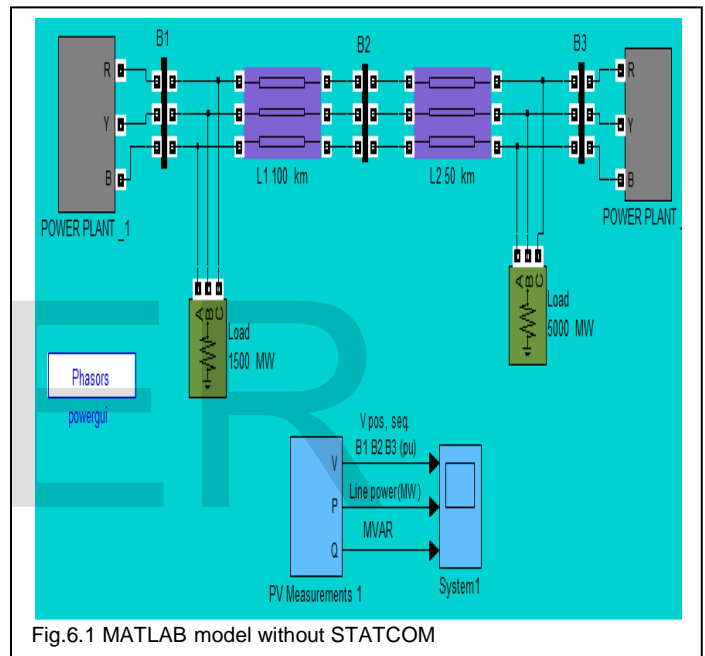 B1
B2
B3
R
Y
B
POWER PLANT _1
L1 100 km
L2 50 km
R
Y
B
POWER PLANT _
A B C
Load
1500 MW
A B C
Load
5000 MW
Phasors
powergui
ER
V pos, seq.
B1 B2 B3 (pu)
Line power(MW)
MVAR
V
P
Q
PV Measurements 1
System1
Fig.6.1 MATLAB model without STATCOM